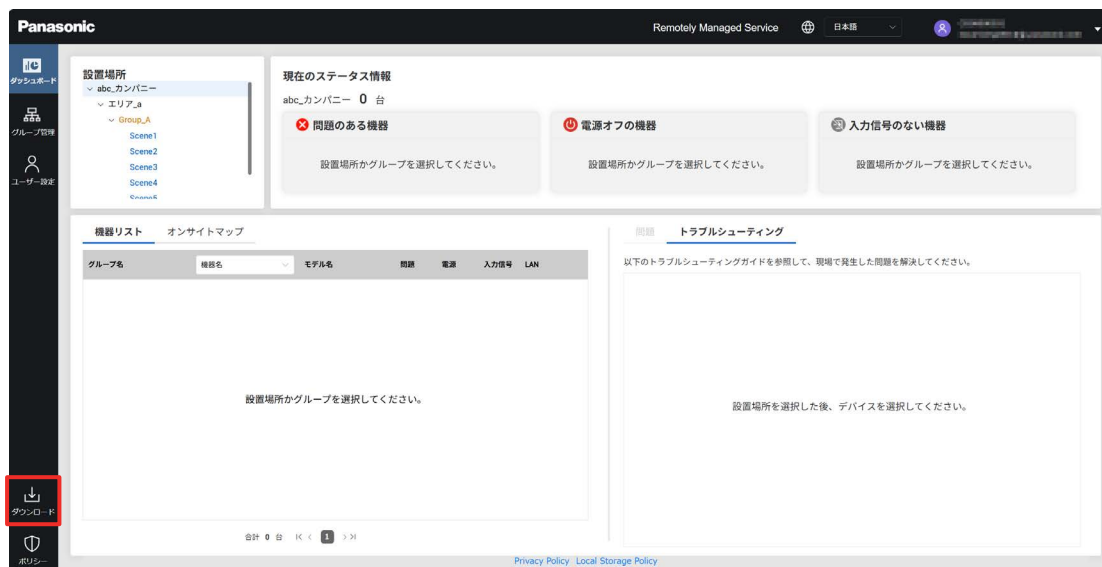 Panasonic
Remotely Managed Service
日本語
ダッシュボード
グループ管理
ユーザー設定
ダウンロード
ポリシー
設置場所
abc_カンパニー
エリア_a
Group_A
Scene1
Scene2
Scene3
Scene4
Scene5
現在のステータス情報
abc_カンパニー 0 台
問題のある機器
設置場所かグループを選択してください。
電源オフの機器
設置場所かグループを選択してください。
入力信号のない機器
設置場所かグループを選択してください。
機器リスト オンサイトマップ
グループ名 機器名 モデル名 問題 電源 入力信号 LAN
設置場所かグループを選択してください。
合計 0 台 1
問題 トラブルシューティング
以下のトラブルシューティングガイドを参照して、現場で発生した問題を解決してください。
設置場所を選択した後、デバイスを選択してください。
Privacy Policy Local Storage Policy